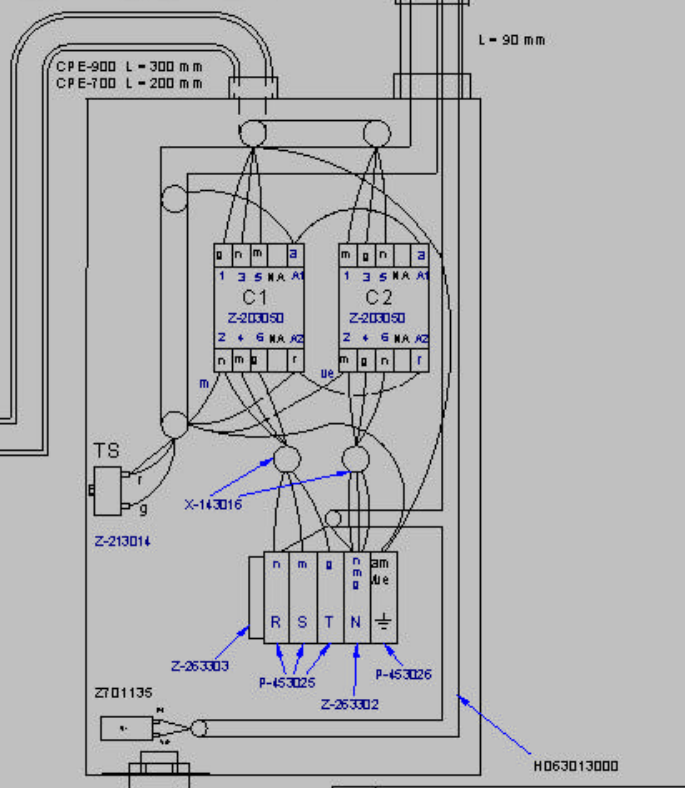 L = 90 mm
CPE-900 L = 300 mm
CPE-700 L = 200 mm
g n m a
m g n a
1 3 5 NA A1
1 3 5 NA A1
C1
C2
Z-203050
Z-203050
2 4 6 NA A2
2 4 6 NA A2
n m g r
m g n r
m
ue
TS
r
g
X-143016
Z-213014
n m g n am
m
g
R S T N
Z-263303
P-453025
P-453026
Z-263302
Z701135
H063013000